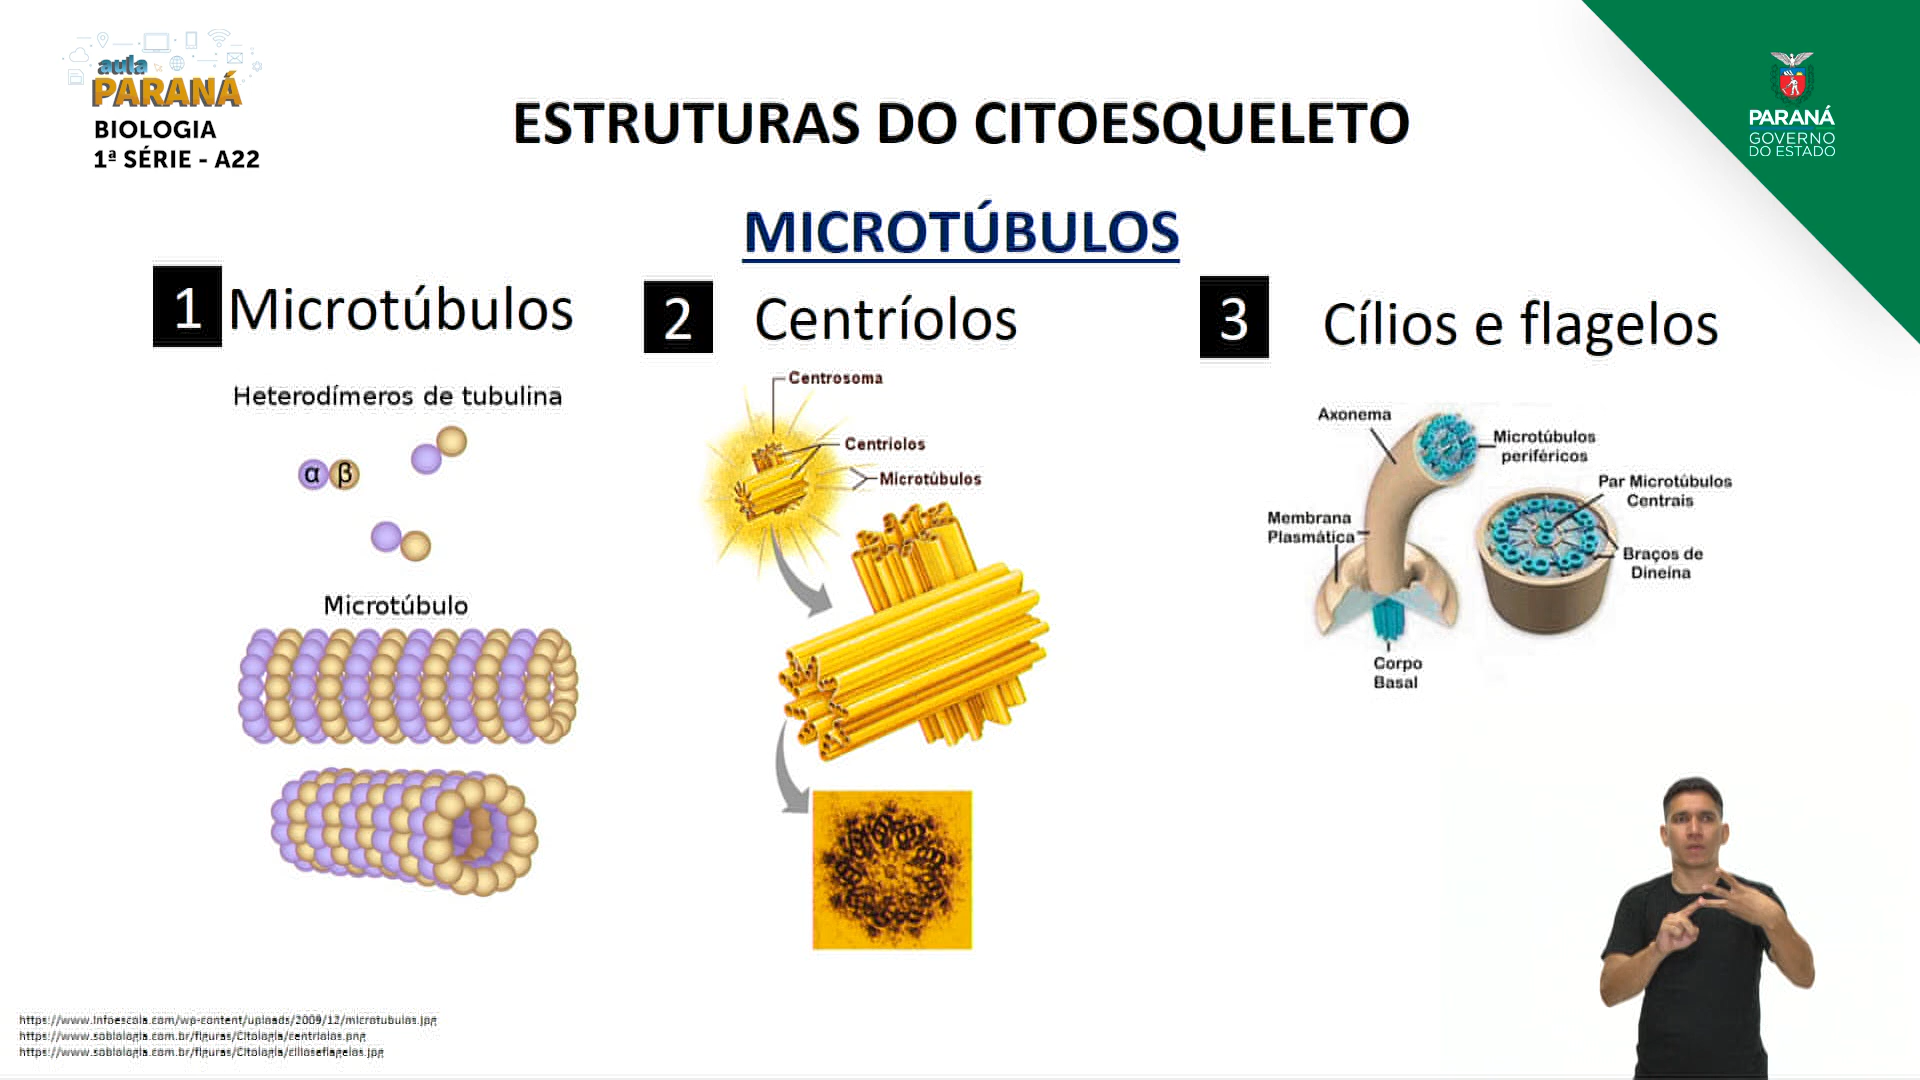 aula
PARANÁ
BIOLOGIA
1ª SÉRIE - A22
PARANÁ
GOVERNO
DO ESTADO
ESTRUTURAS DO CITOESQUELETO
MICROTÚBULOS
1 Microtúbulos
Heterodímeros de tubulina
α β
Microtúbulo
2 Centríolos
Centrosoma
Centríolos
Microtúbulos
3 Cílios e flagelos
Axonema
Microtúbulos
periféricos
Par Microtúbulos
Centrais
Membrana
Plasmática
Braços de
Dineína
Corpo
Basal
https://www.infoescola.com/wp-content/uploads/2009/12/microtubulos.jpg
https://www.sobiologia.com.br/figuras/Citologia/centriolos.png
https://www.sobiologia.com.br/figuras/Citologia/cilioseflagelos.jpg